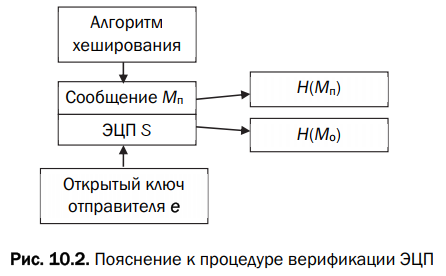 Алгоритм
хеширования
Сообщение Mп
H(Mп)
ЭЦП S
H(Mо)
Открытый ключ
отправителя e
Рис. 10.2. Пояснение к процедуре верификации ЭЦП